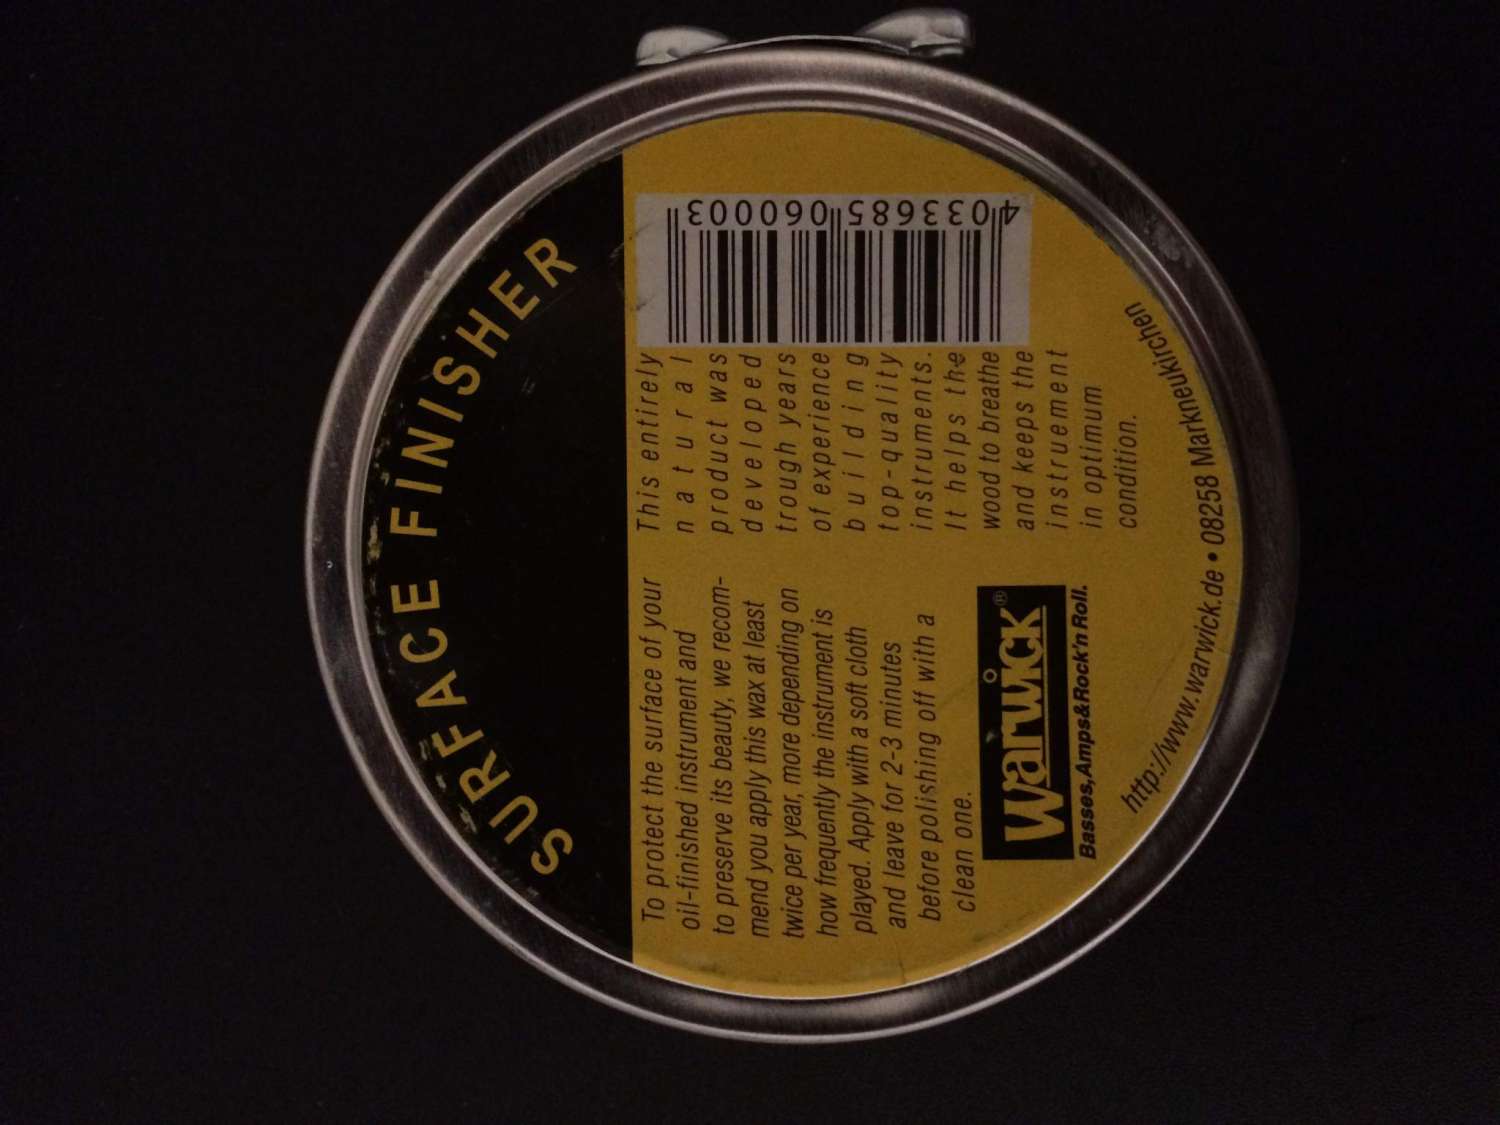 SURFACE FINISHER
To protect the surface of your
oil-finished instrument and
to preserve its beauty, we recom-
mend you apply this wax at least
twice per year, more depending on
how frequently the instrument is
played. Apply with a soft cloth
and leave for 2-3 minutes
before polishing off with a
clean one.
This entirely
natural
product was
developed
trough years
of experience
building
top-quality
instruments.
It helps the
wood to breathe
and keeps the
instruement
in optimum
condition.
4 033685 060003
Warwick®
Basses, Amps & Rock'n Roll.
http://www.warwick.de • 08258 Markneukirchen